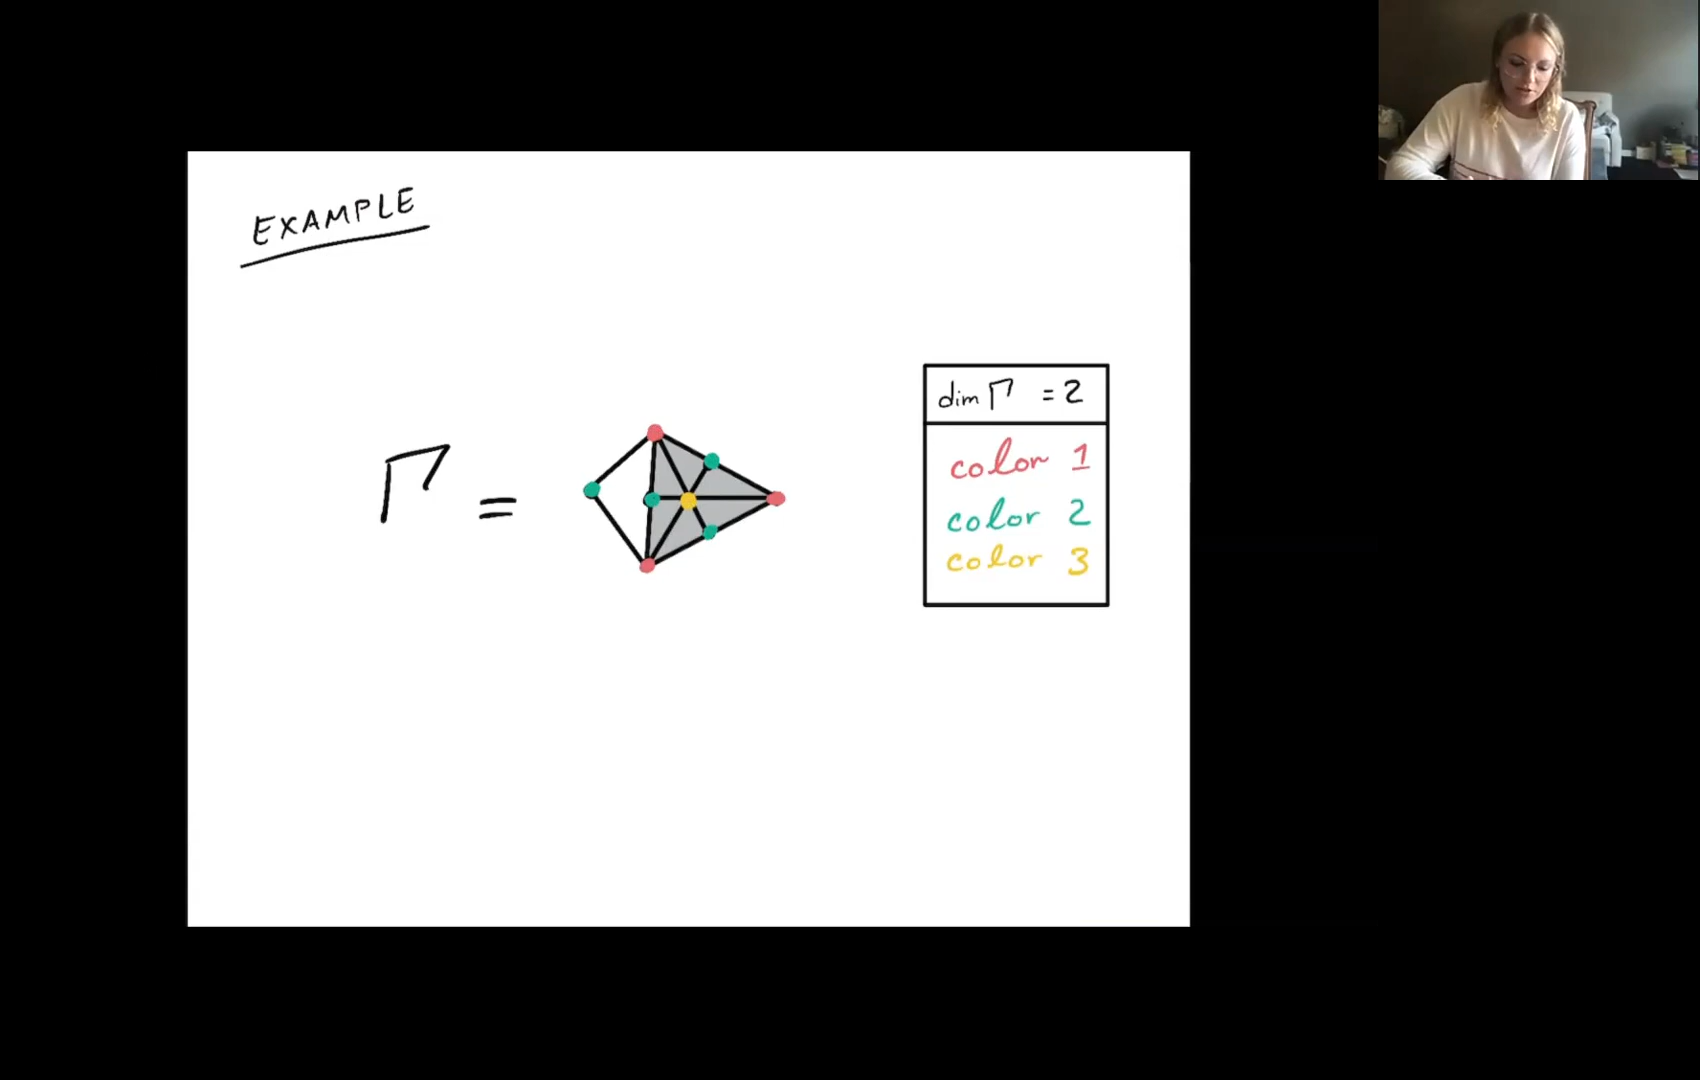 EXAMPLE
Γ =
dim Γ = 2
color 1
color 2
color 3